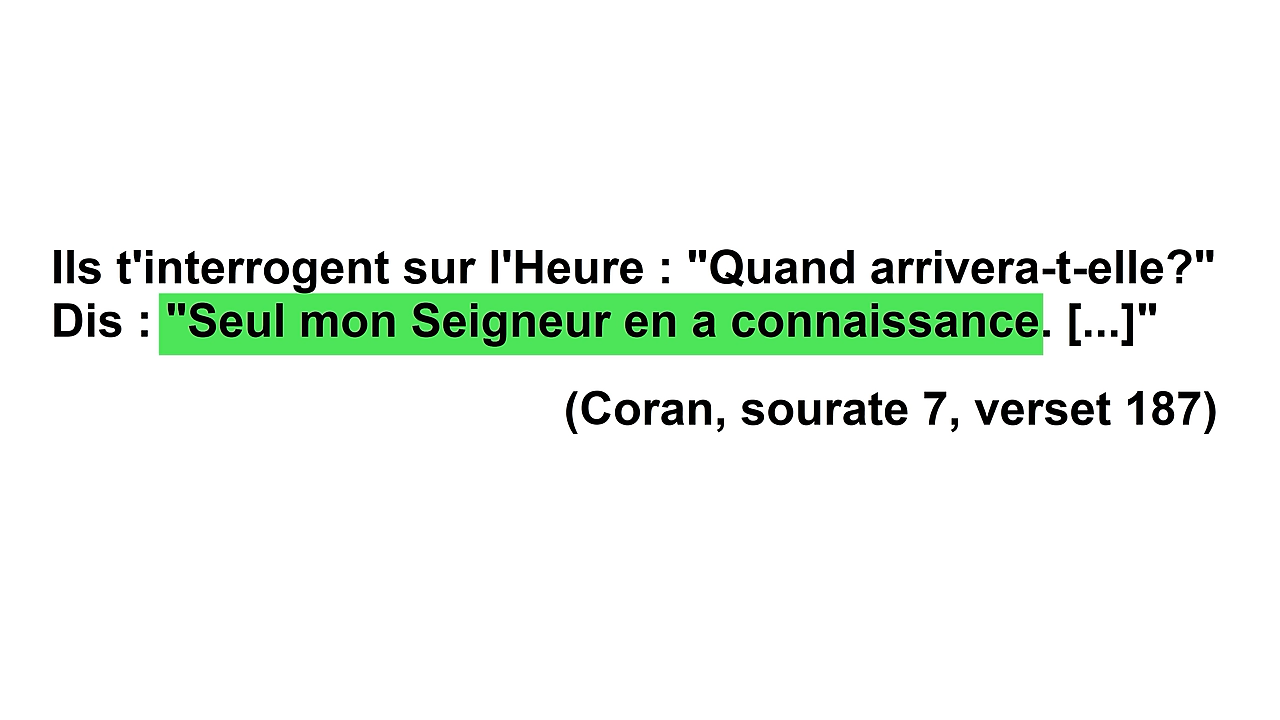 Ils t'interrogent sur l'Heure : "Quand arrivera-t-elle?"
Dis : "Seul mon Seigneur en a connaissance. [...]"
(Coran, sourate 7, verset 187)